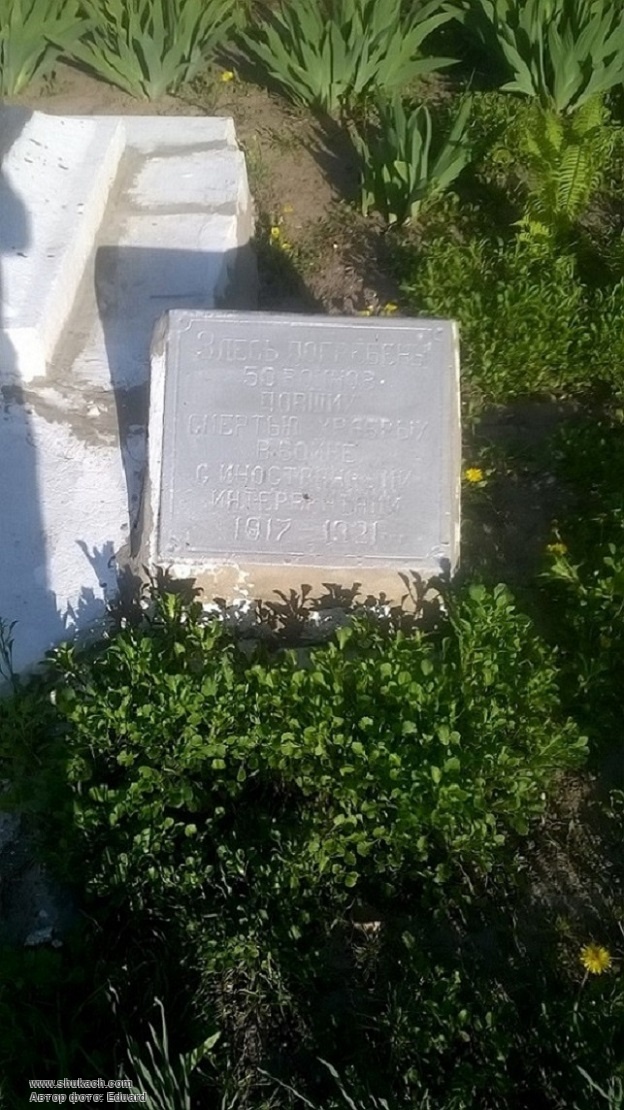 Здесь погребены
50 воинов,
павших
смертью храбрых
в войне
с иностранными
интервентами
1917 – 1921 г.г.
www.shukach.com
Автор фото: Eduard